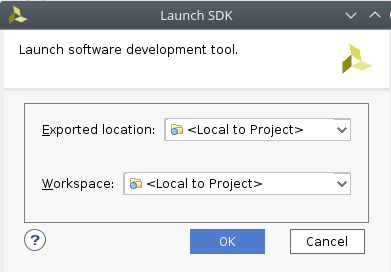 Launch SDK
Launch software development tool.
Exported location: <Local to Project>
Workspace: <Local to Project>
? OK Cancel